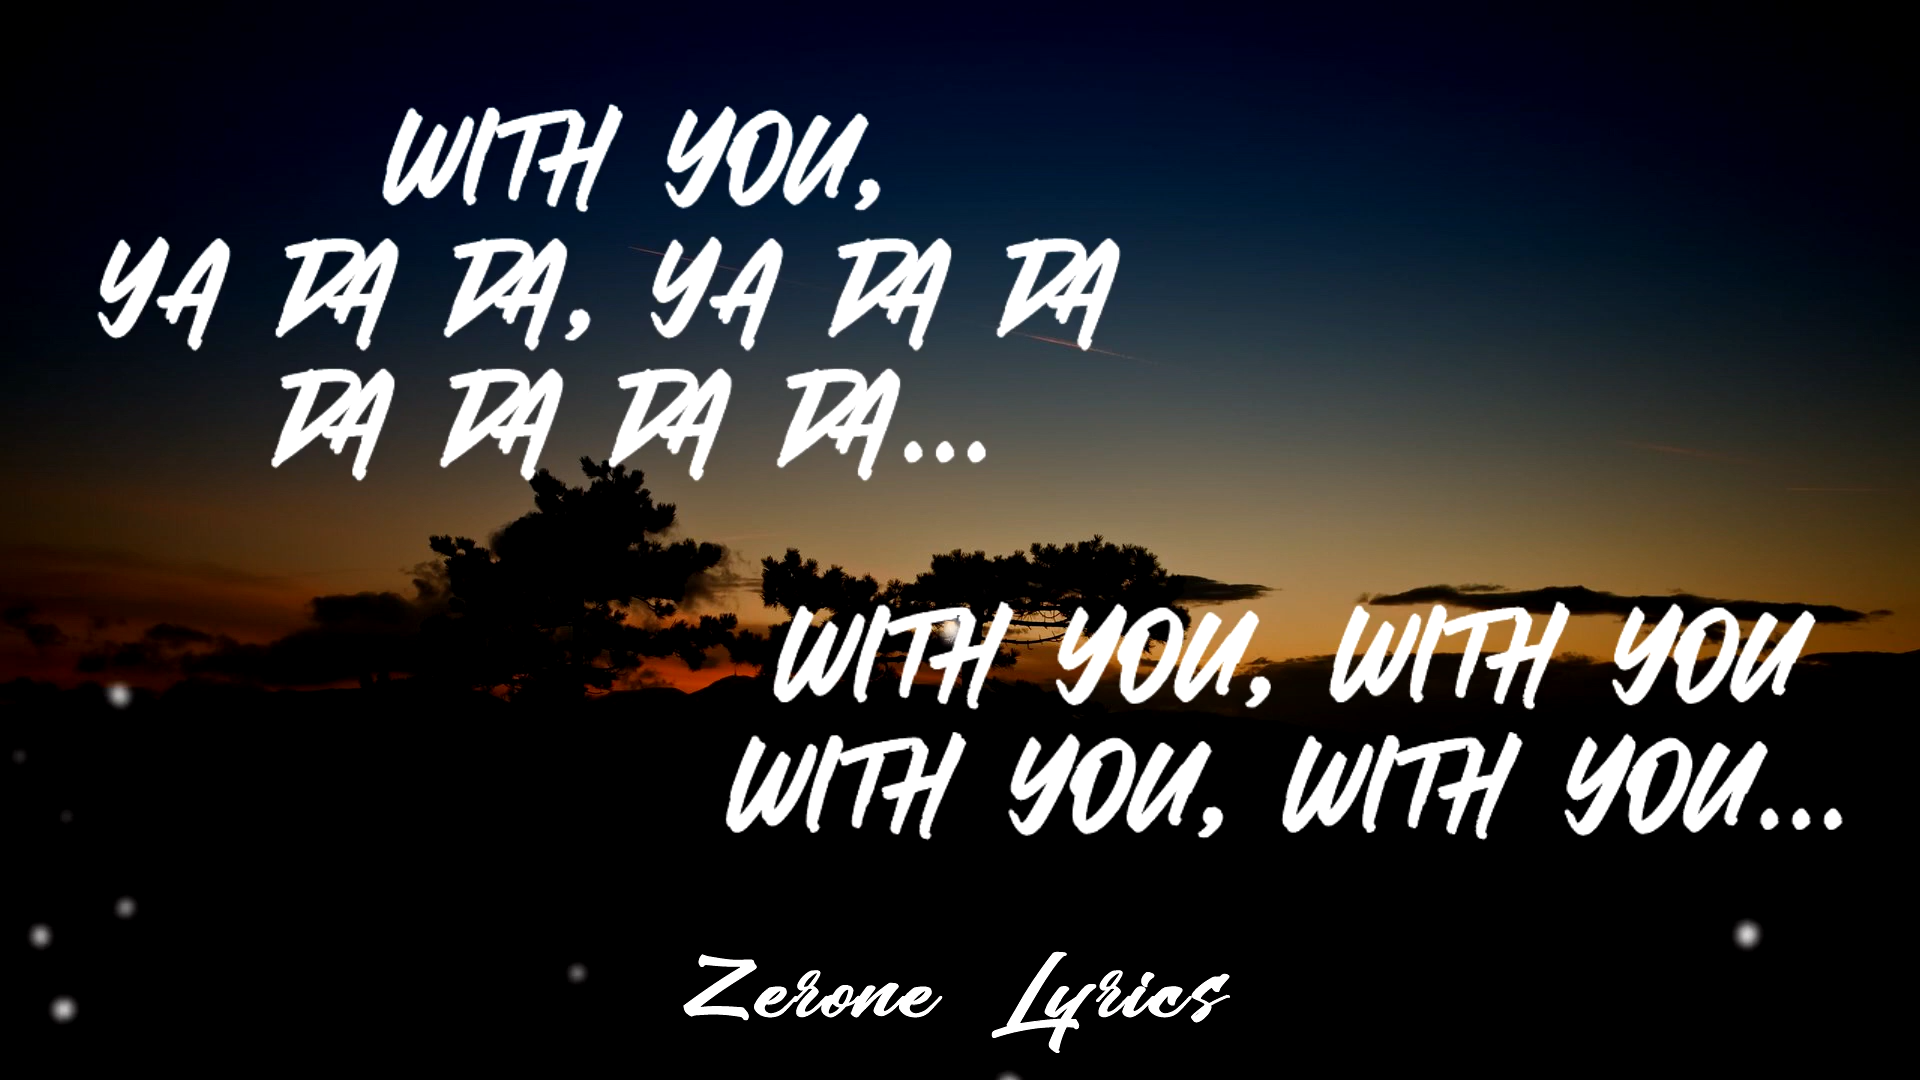 WITH YOU,
YA DA DA, YA DA DA
DA DA DA DA...
WITH YOU, WITH YOU
WITH YOU, WITH YOU...
Zerone Lyrics